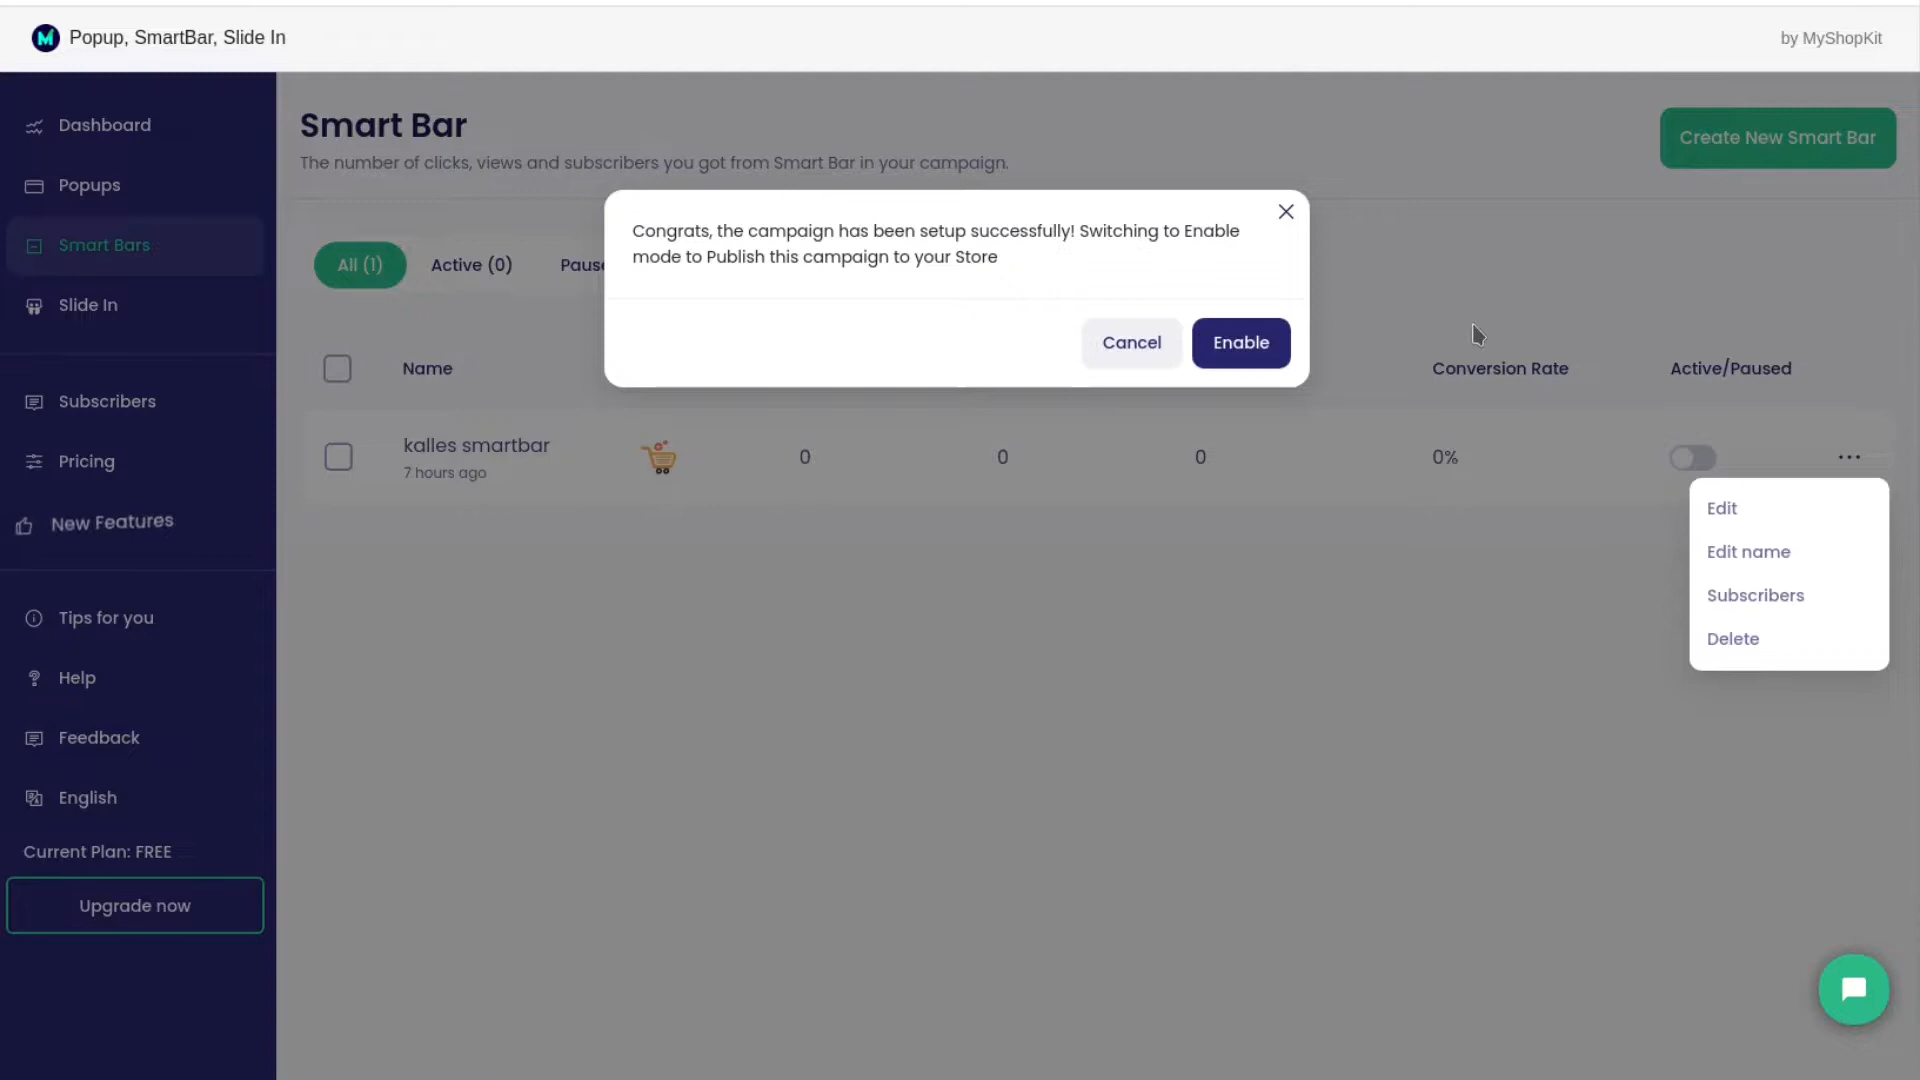 Popup, SmartBar, Slide In
by MyShopKit
Dashboard
Popups
Smart Bars
Slide In
Subscribers
Pricing
New Features
Tips for you
Help
Feedback
English
Current Plan: FREE
Upgrade now
Smart Bar
The number of clicks, views and subscribers you got from Smart Bar in your campaign.
Create New Smart Bar
All (1)
Active (0)
Congrats, the campaign has been setup successfully! Switching to Enable
mode to Publish this campaign to your Store
Cancel
Enable
Name
Conversion Rate
Active/Paused
kalles smartbar
7 hours ago
0
0
0
0%
Edit
Edit name
Subscribers
Delete